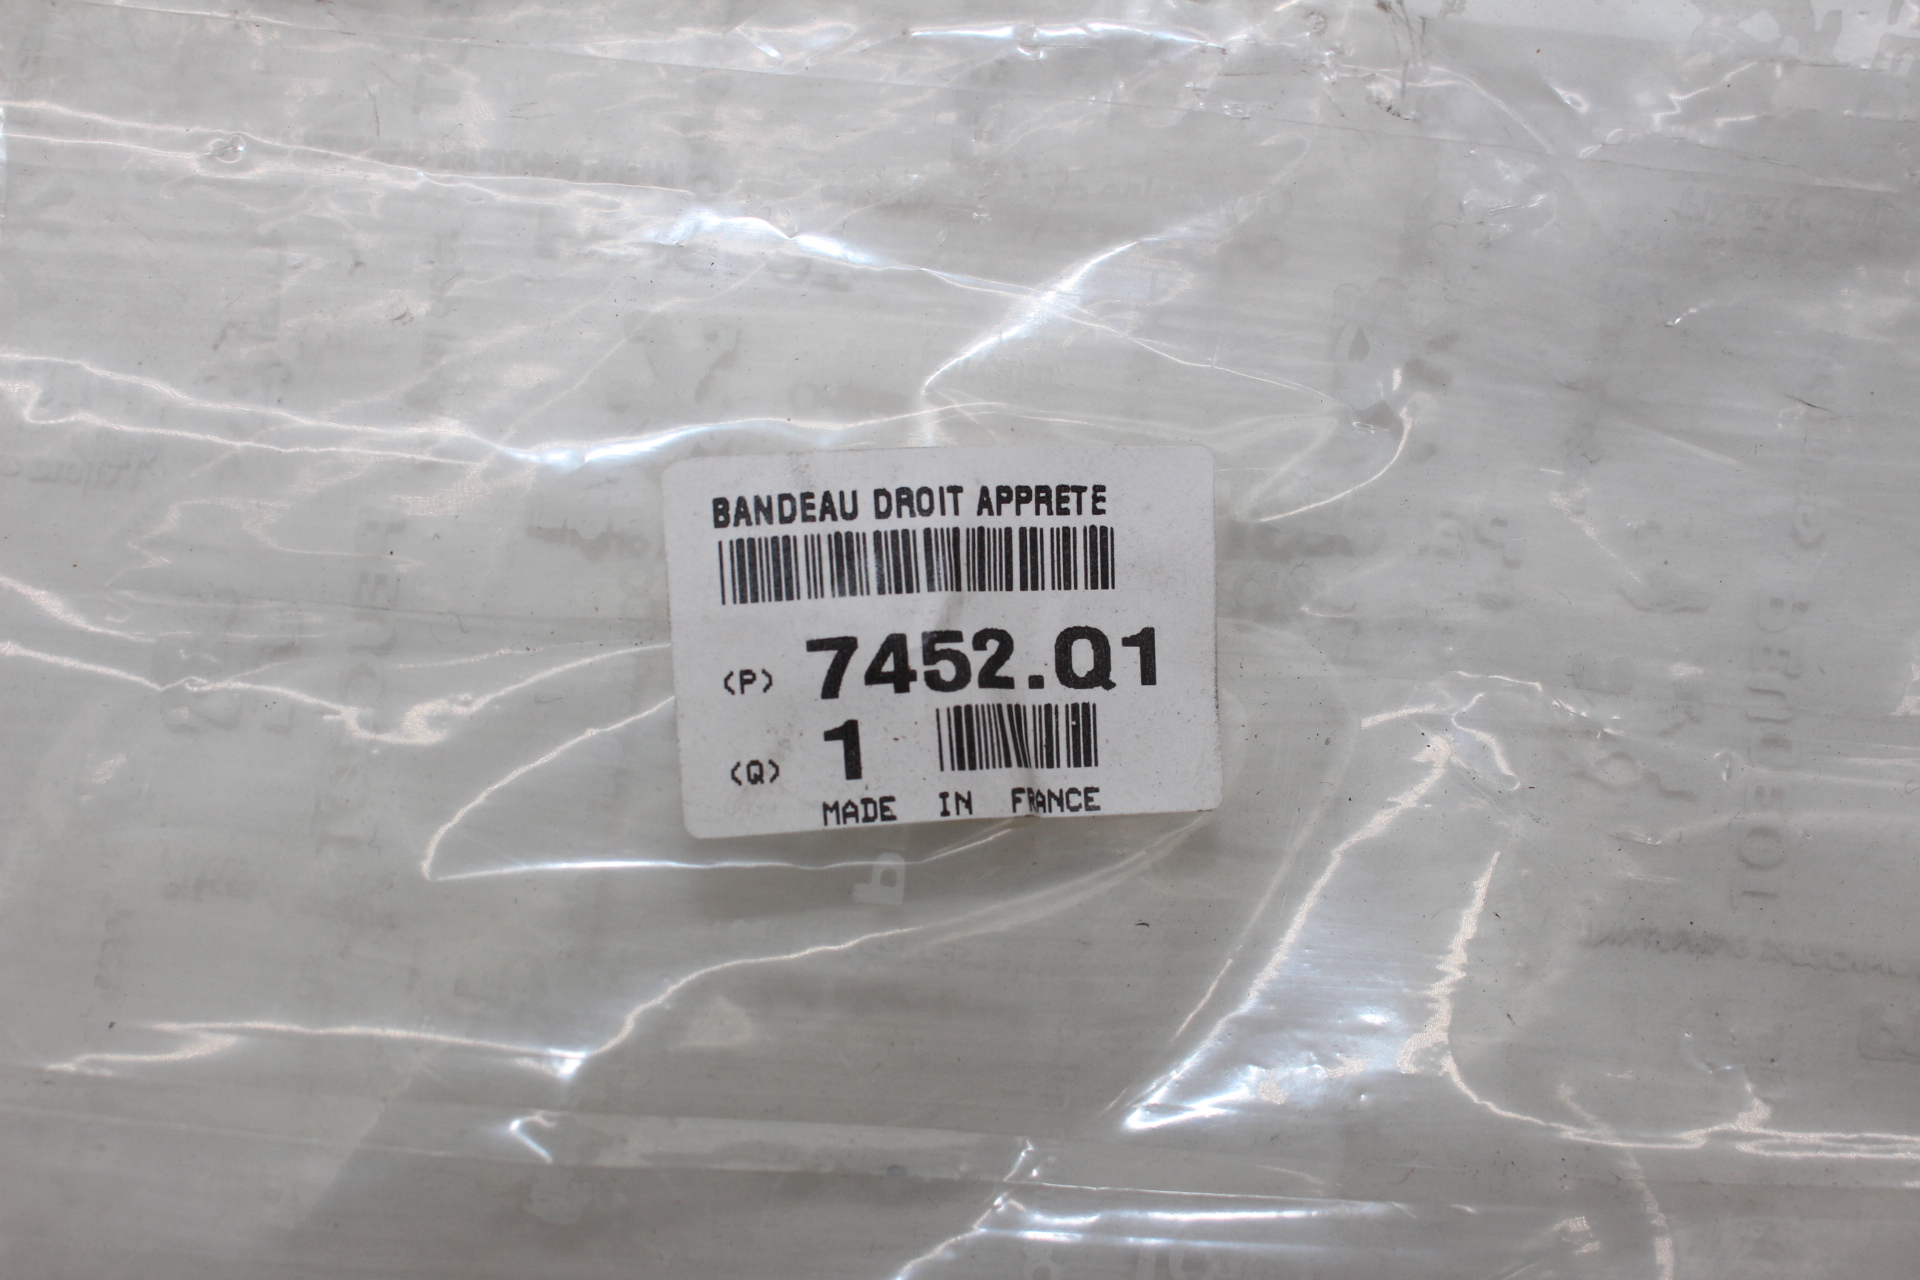 BANDEAU DROIT APPRETE
(P) 7452.Q1
(Q) 1
MADE IN FRANCE